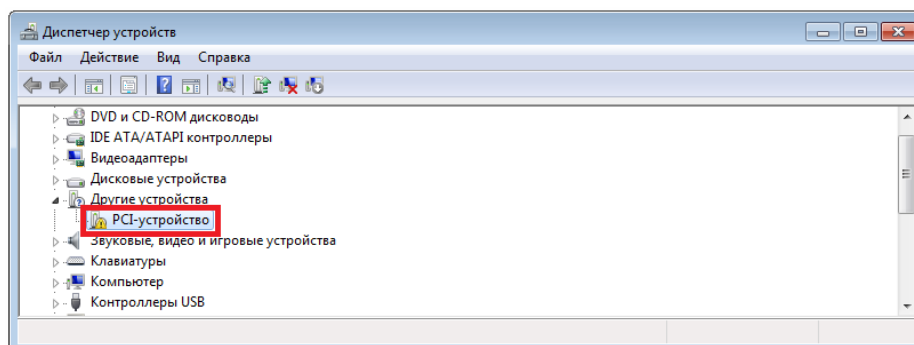 Диспетчер устройств
Файл Действие Вид Справка
DVD и CD-ROM дисководы
IDE ATA/ATAPI контроллеры
Видеоадаптеры
Дисковые устройства
Другие устройства
PCI-устройство
Звуковые, видео и игровые устройства
Клавиатуры
Компьютер
Контроллеры USB